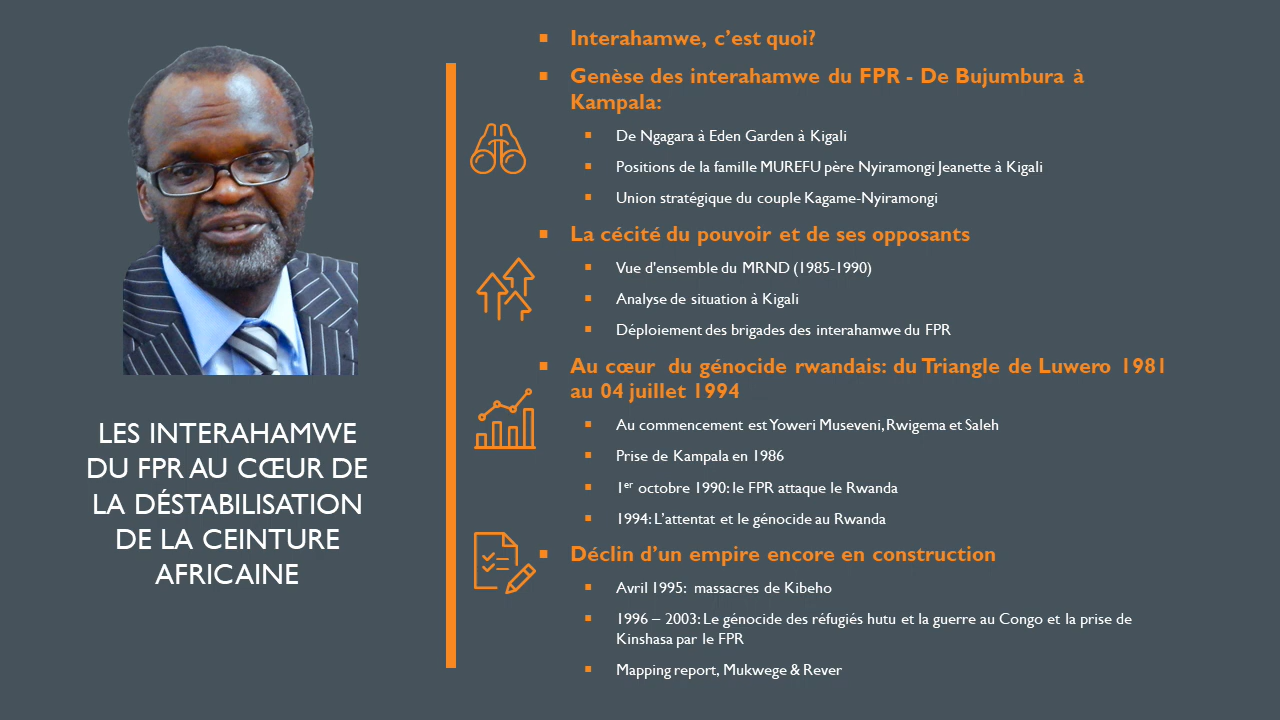 LES INTERAHAMWE
DU FPR AU CŒUR DE
LA DÉSTABILISATION
DE LA CEINTURE
AFRICAINE
Interahamwe, c’est quoi?
Genèse des interahamwe du FPR - De Bujumbura à
Kampala:
De Ngagara à Eden Garden à Kigali
Positions de la famille MUREFU père Nyiramongi Jeanette à Kigali
Union stratégique du couple Kagame-Nyiramongi
La cécité du pouvoir et de ses opposants
Vue d'ensemble du MRND (1985-1990)
Analyse de situation à Kigali
Déploiement des brigades des interahamwe du FPR
Au cœur du génocide rwandais: du Triangle de Luwero 1981
au 04 juillet 1994
Au commencement est Yoweri Museveni, Rwigema et Saleh
Prise de Kampala en 1986
1er octobre 1990: le FPR attaque le Rwanda
1994: L’attentat et le génocide au Rwanda
Déclin d’un empire encore en construction
Avril 1995: massacres de Kibeho
1996 – 2003: Le génocide des réfugiés hutu et la guerre au Congo et la prise de
Kinshasa par le FPR
Mapping report, Mukwege & Rever